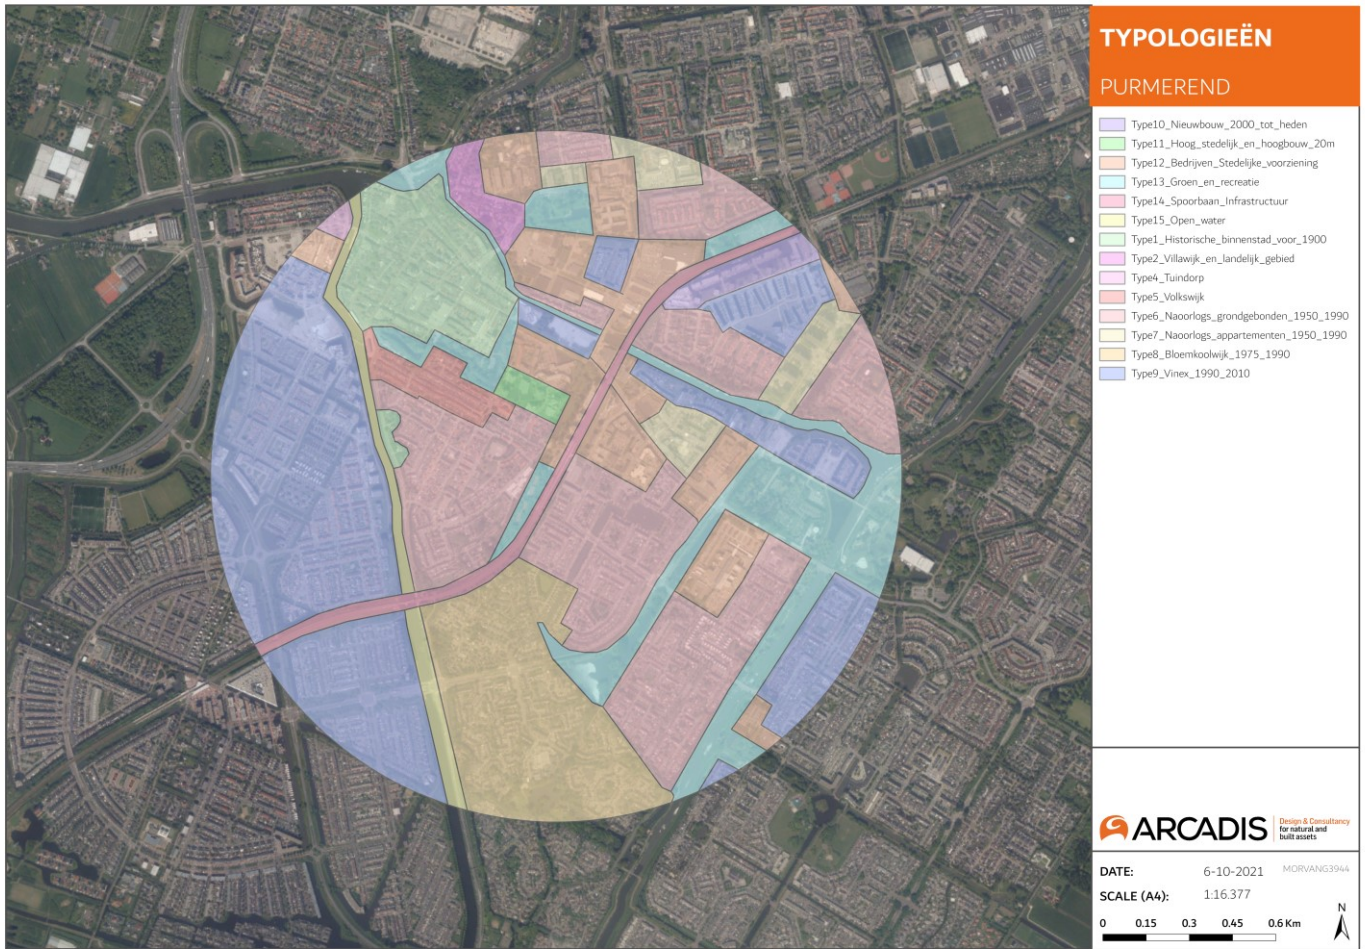 TYPOLOGIEËN
PURMEREND
Type10_Nieuwbouw_2000_tot_heden
Type11_Hoog_stedelijk_en_hoogbouw_20m
Type12_Bedrijven_Stedelijke_voorziening
Type13_Groen_en_recreatie
Type14_Spoorbaan_Infrastructuur
Type15_Open_water
Type1_Historische_binnenstad_voor_1900
Type2_Villawijk_en_landelijk_gebied
Type4_Tuindorp
Type5_Volkswijk
Type6_Naoorlogs_grondgebonden_1950_1990
Type7_Naoorlogs_appartementen_1950_1990
Type8_Bloemkoolwijk_1975_1990
Type9_Vinex_1990_2010
ARCADIS
Design & Consultancy
for natural and
built assets
DATE: 6-10-2021 MORVANG3944
SCALE (A4): 1:16.377
N
0 0.15 0.3 0.45 0.6 Km